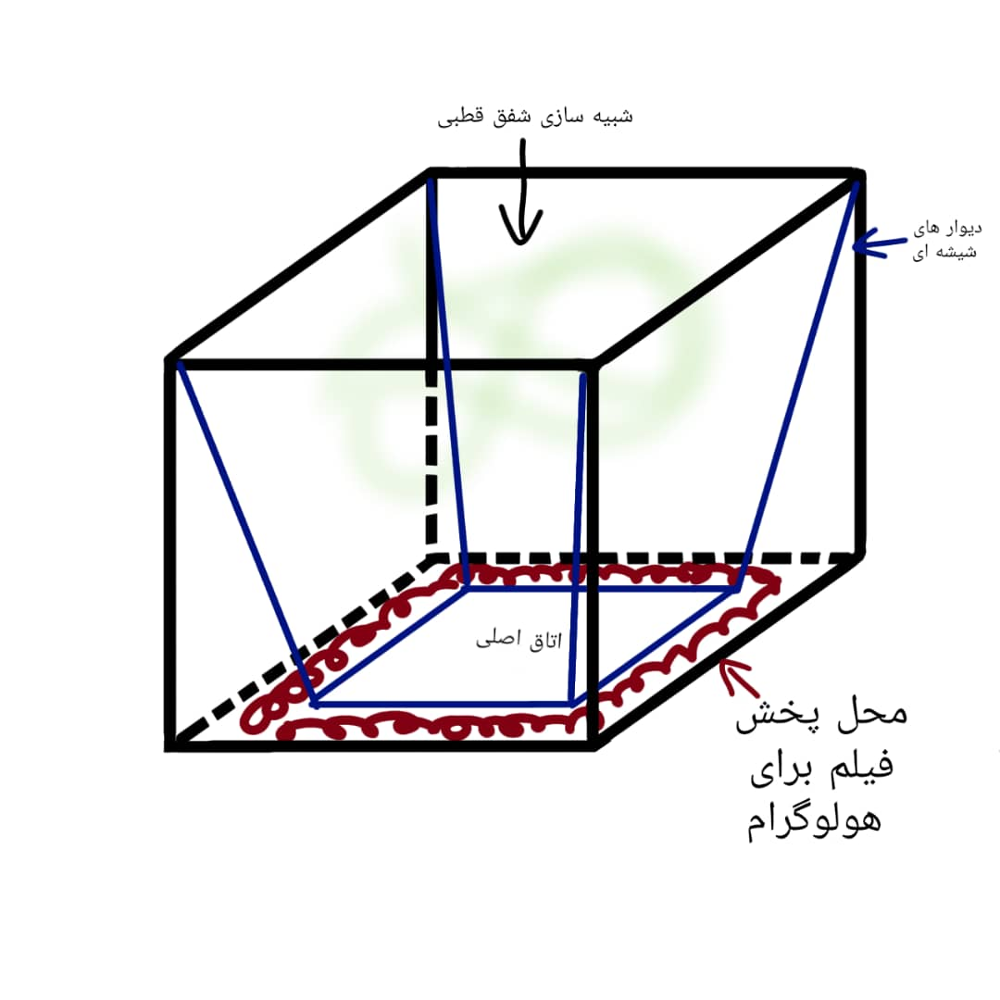 شبیه سازی شفق قطبی
دیوار های
شیشه ای
اتاق اصلی
محل پخش
فیلم برای
هولوگرام